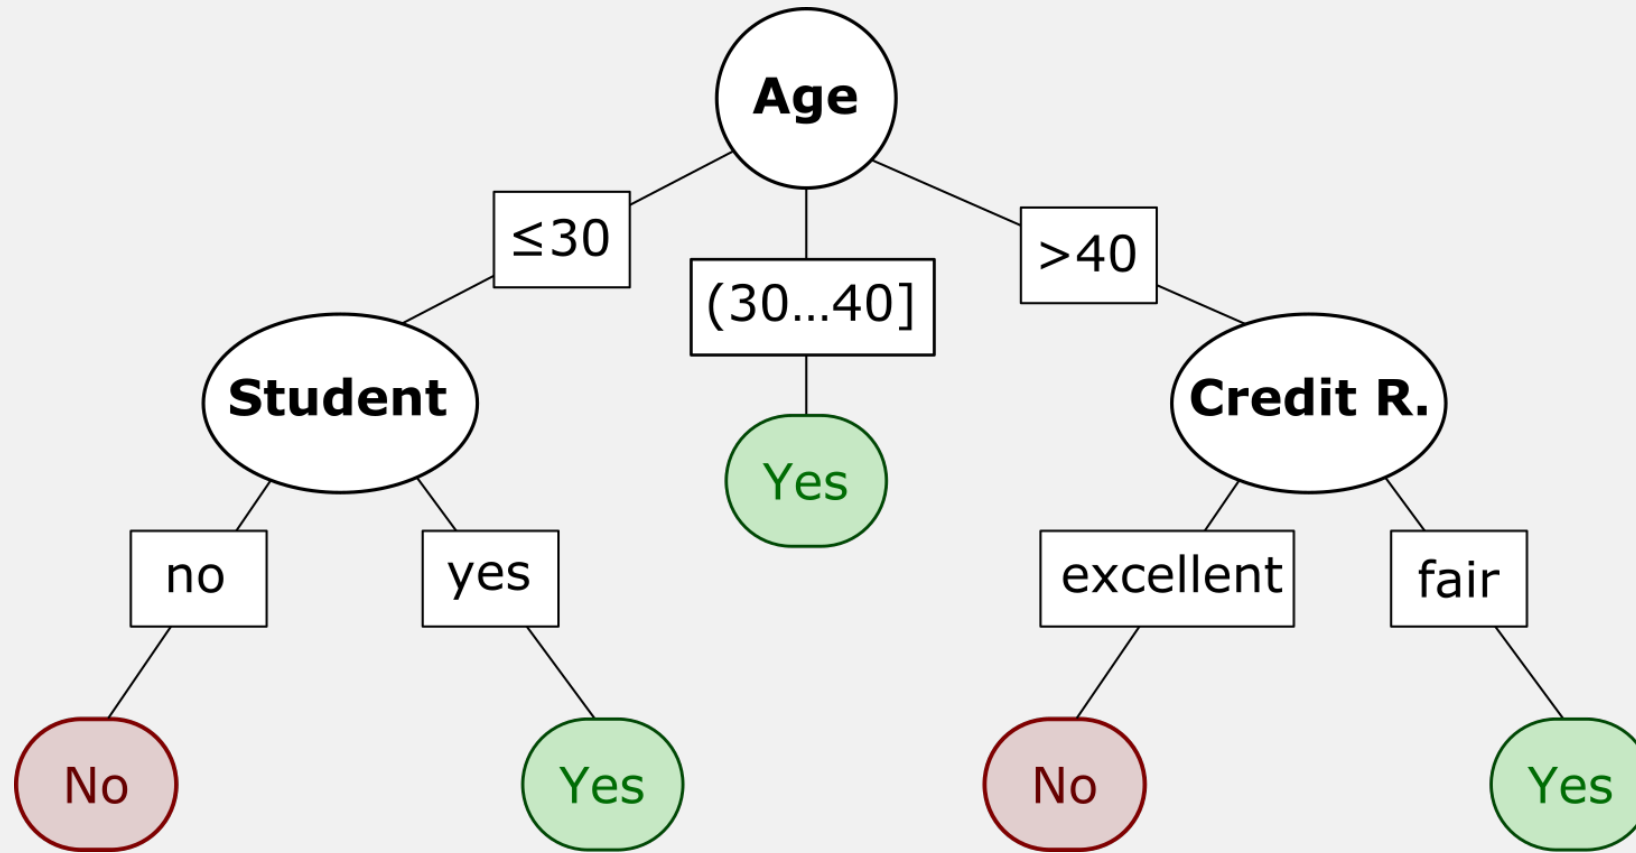 Age
≤30
(30...40]
>40
Student
Credit R.
Yes
no
yes
excellent
fair
No
Yes
No
Yes